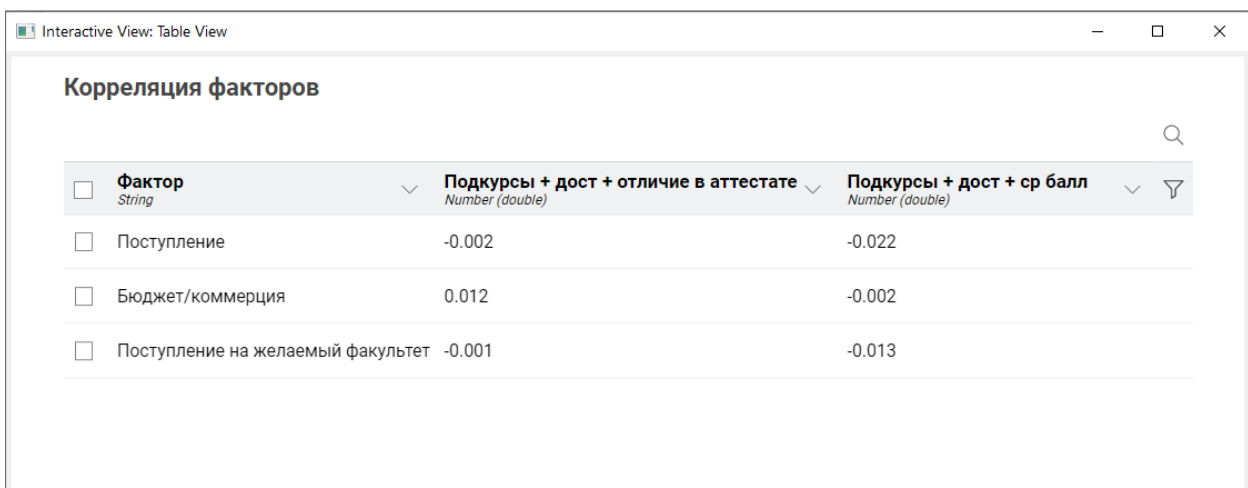 Interactive View: Table View
Корреляция факторов
Фактор Подкурсы + дост + отличие в аттестате Подкурсы + дост + ср балл
String Number (double) Number (double)
Поступление -0.002 -0.022
Бюджет/коммерция 0.012 -0.002
Поступление на желаемый факультет -0.001 -0.013